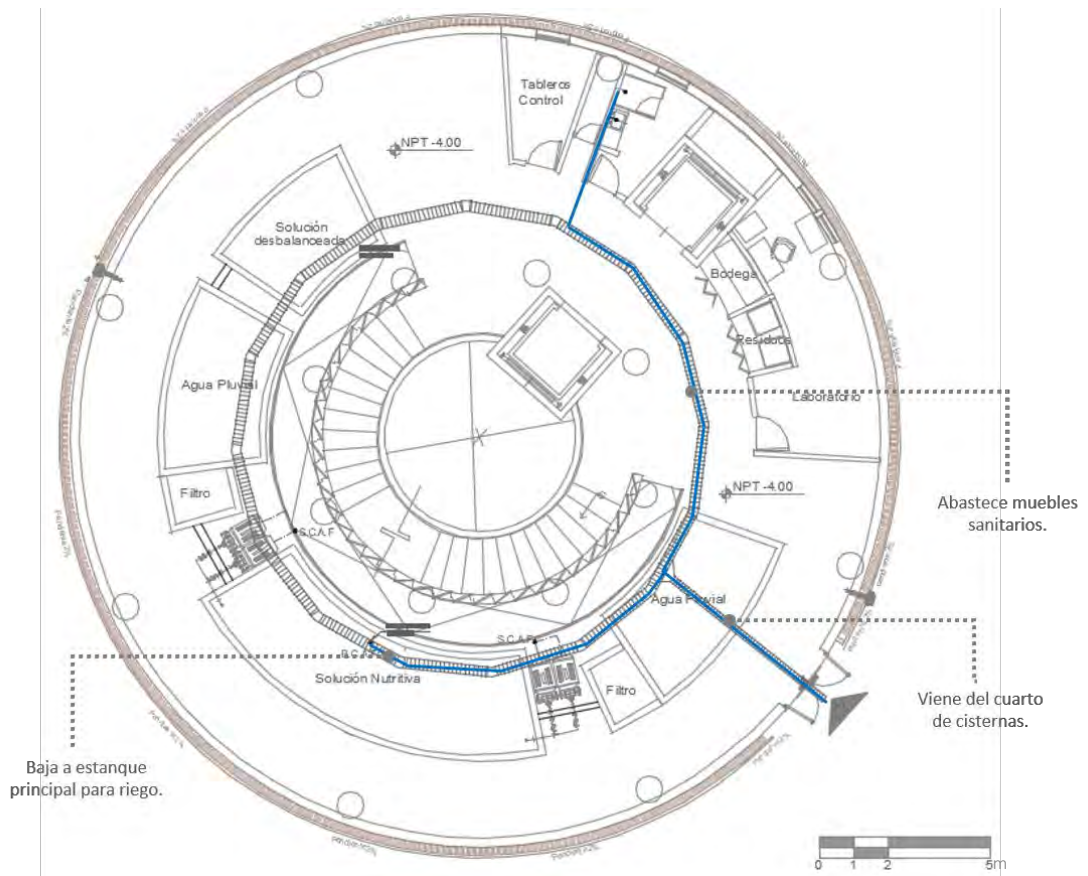 Tableros
Control
NPT -4.00
Solución
desbalanceada
Bodega
Residuos
Agua Pluvial
Laboratorio
Filtro
NPT -4.00
Abastece muebles
sanitarios.
S.C.A.F
Agua Pluvial
S.C.A.F
Solución Nutritiva
Filtro
Viene del cuarto
de cisternas.
Baja a estanque
principal para riego.
0 1 2 5m